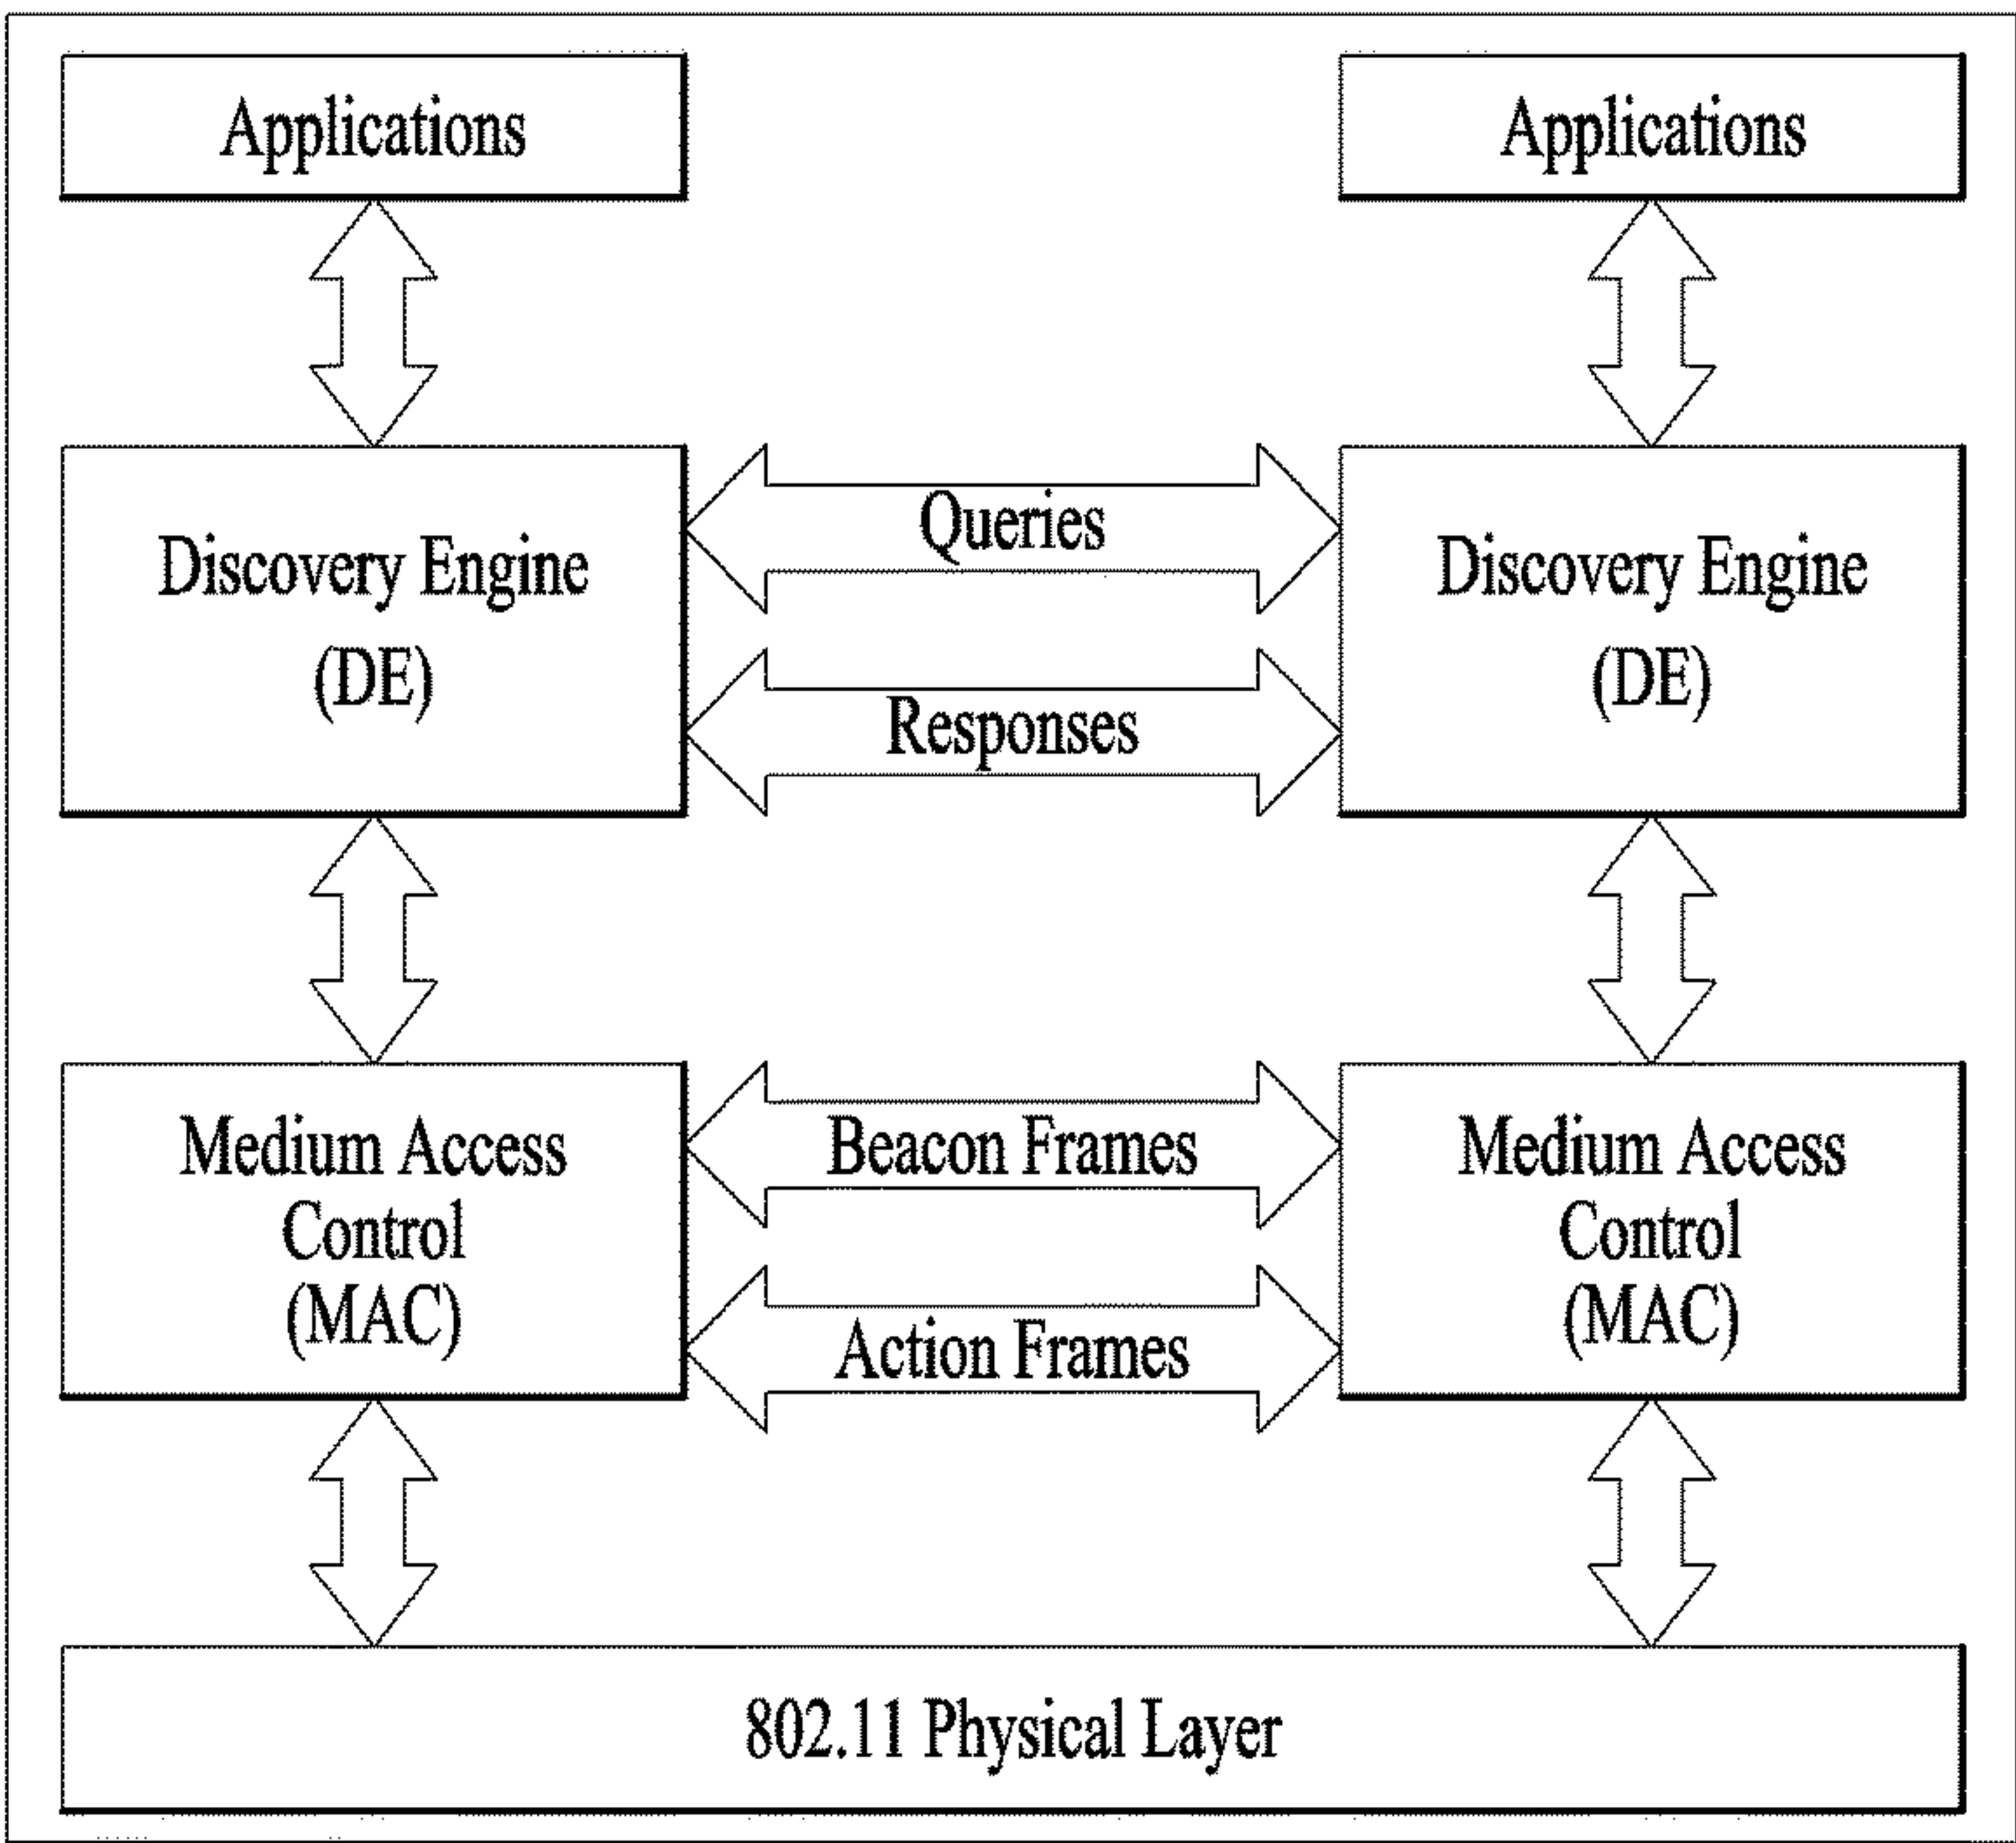 Applications
Applications
Discovery Engine
(DE)
Queries
Responses
Discovery Engine
(DE)
Medium Access
Control
(MAC)
Beacon Frames
Action Frames
Medium Access
Control
(MAC)
802.11 Physical Layer